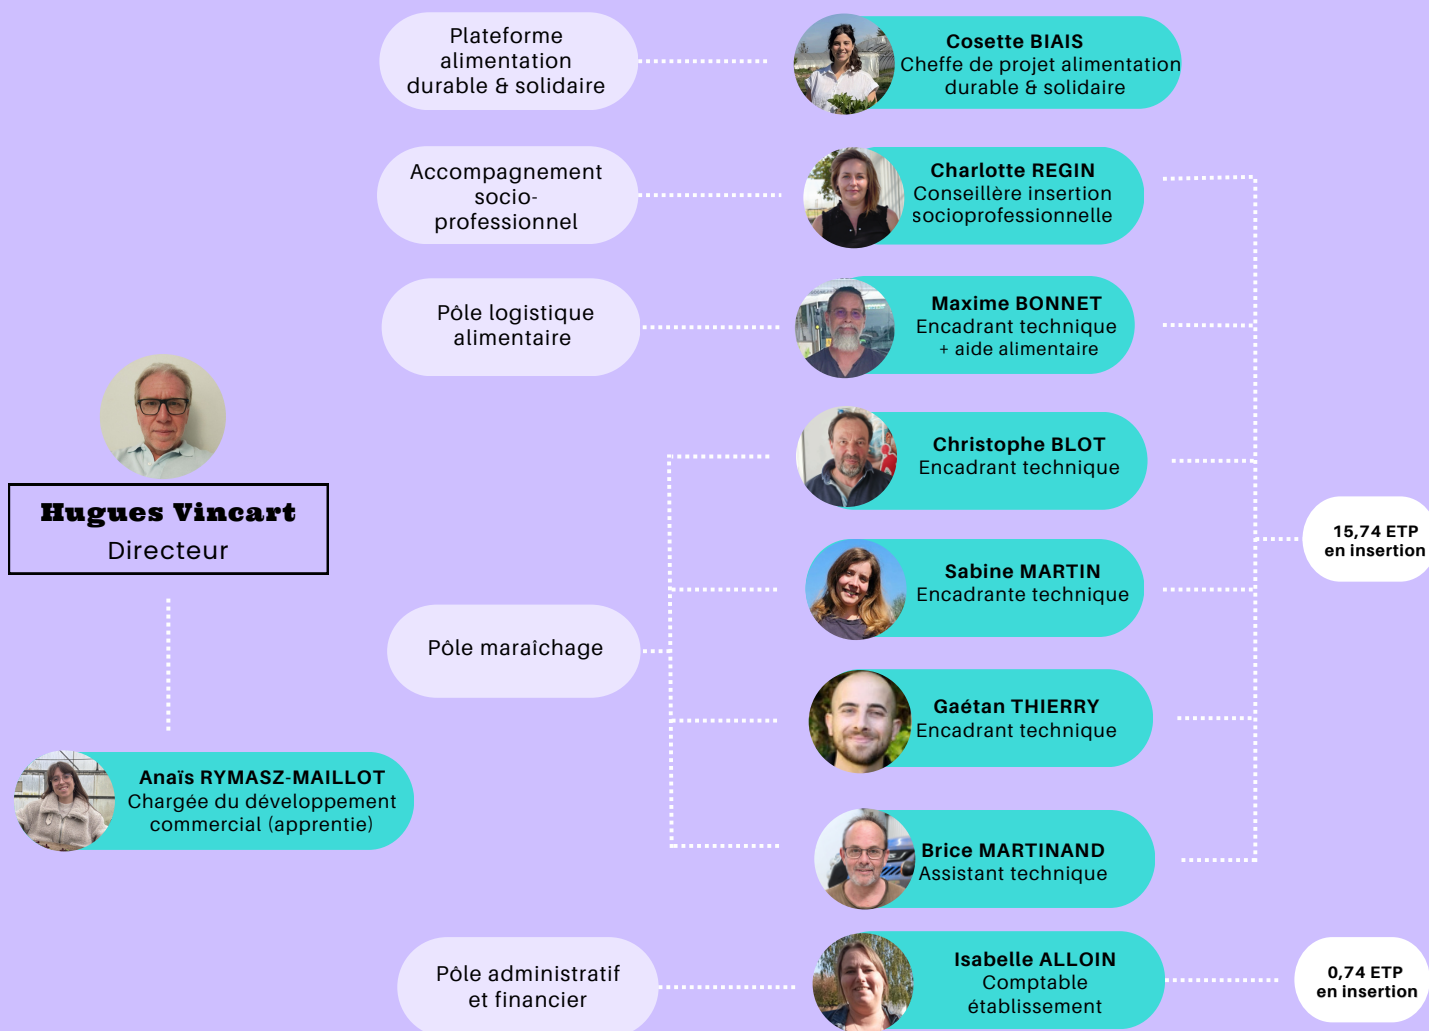 Plateforme
alimentation
durable & solidaire
Cosette BIAIS
Cheffe de projet alimentation
durable & solidaire
Accompagnement
socio-
professionnel
Charlotte REGIN
Conseillère insertion
socioprofessionnelle
Pôle logistique
alimentaire
Maxime BONNET
Encadrant technique
+ aide alimentaire
Hugues Vincart
Directeur
Anaïs RYMASZ-MAILLOT
Chargée du développement
commercial (apprentie)
Pôle maraîchage
Christophe BLOT
Encadrant technique
Sabine MARTIN
Encadrante technique
Gaétan THIERRY
Encadrant technique
Brice MARTINAND
Assistant technique
15,74 ETP
en insertion
Pôle administratif
et financier
Isabelle ALLOIN
Comptable
établissement
0,74 ETP
en insertion